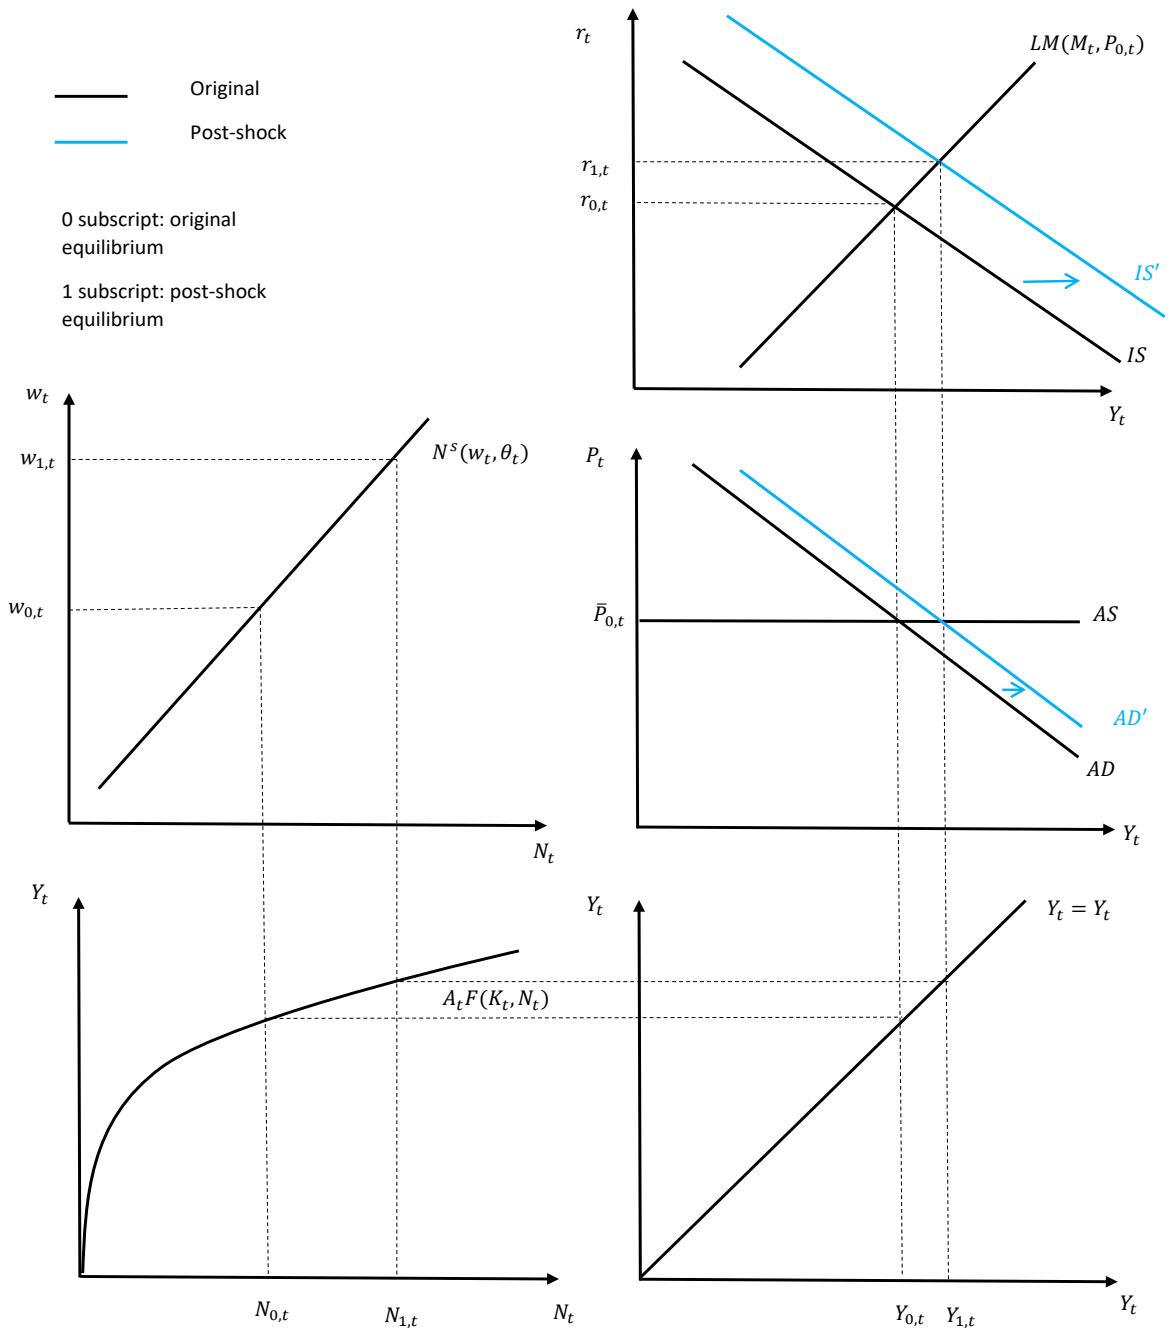 Original
Post-shock
0 subscript: original
equilibrium
1 subscript: post-shock
equilibrium
r_t
LM(M_t, P_{0,t})
r_{1,t}
r_{0,t}
IS′
IS
Y_t
w_t
w_{1,t}
N^s(w_t, θ_t)
w_{0,t}
N_t
P_t
P̄_{0,t}
AS
AD′
AD
Y_t
Y_t
A_tF(K_t, N_t)
N_{0,t}
N_{1,t}
N_t
Y_t
Y_t = Y_t
Y_{0,t}
Y_{1,t}
Y_t